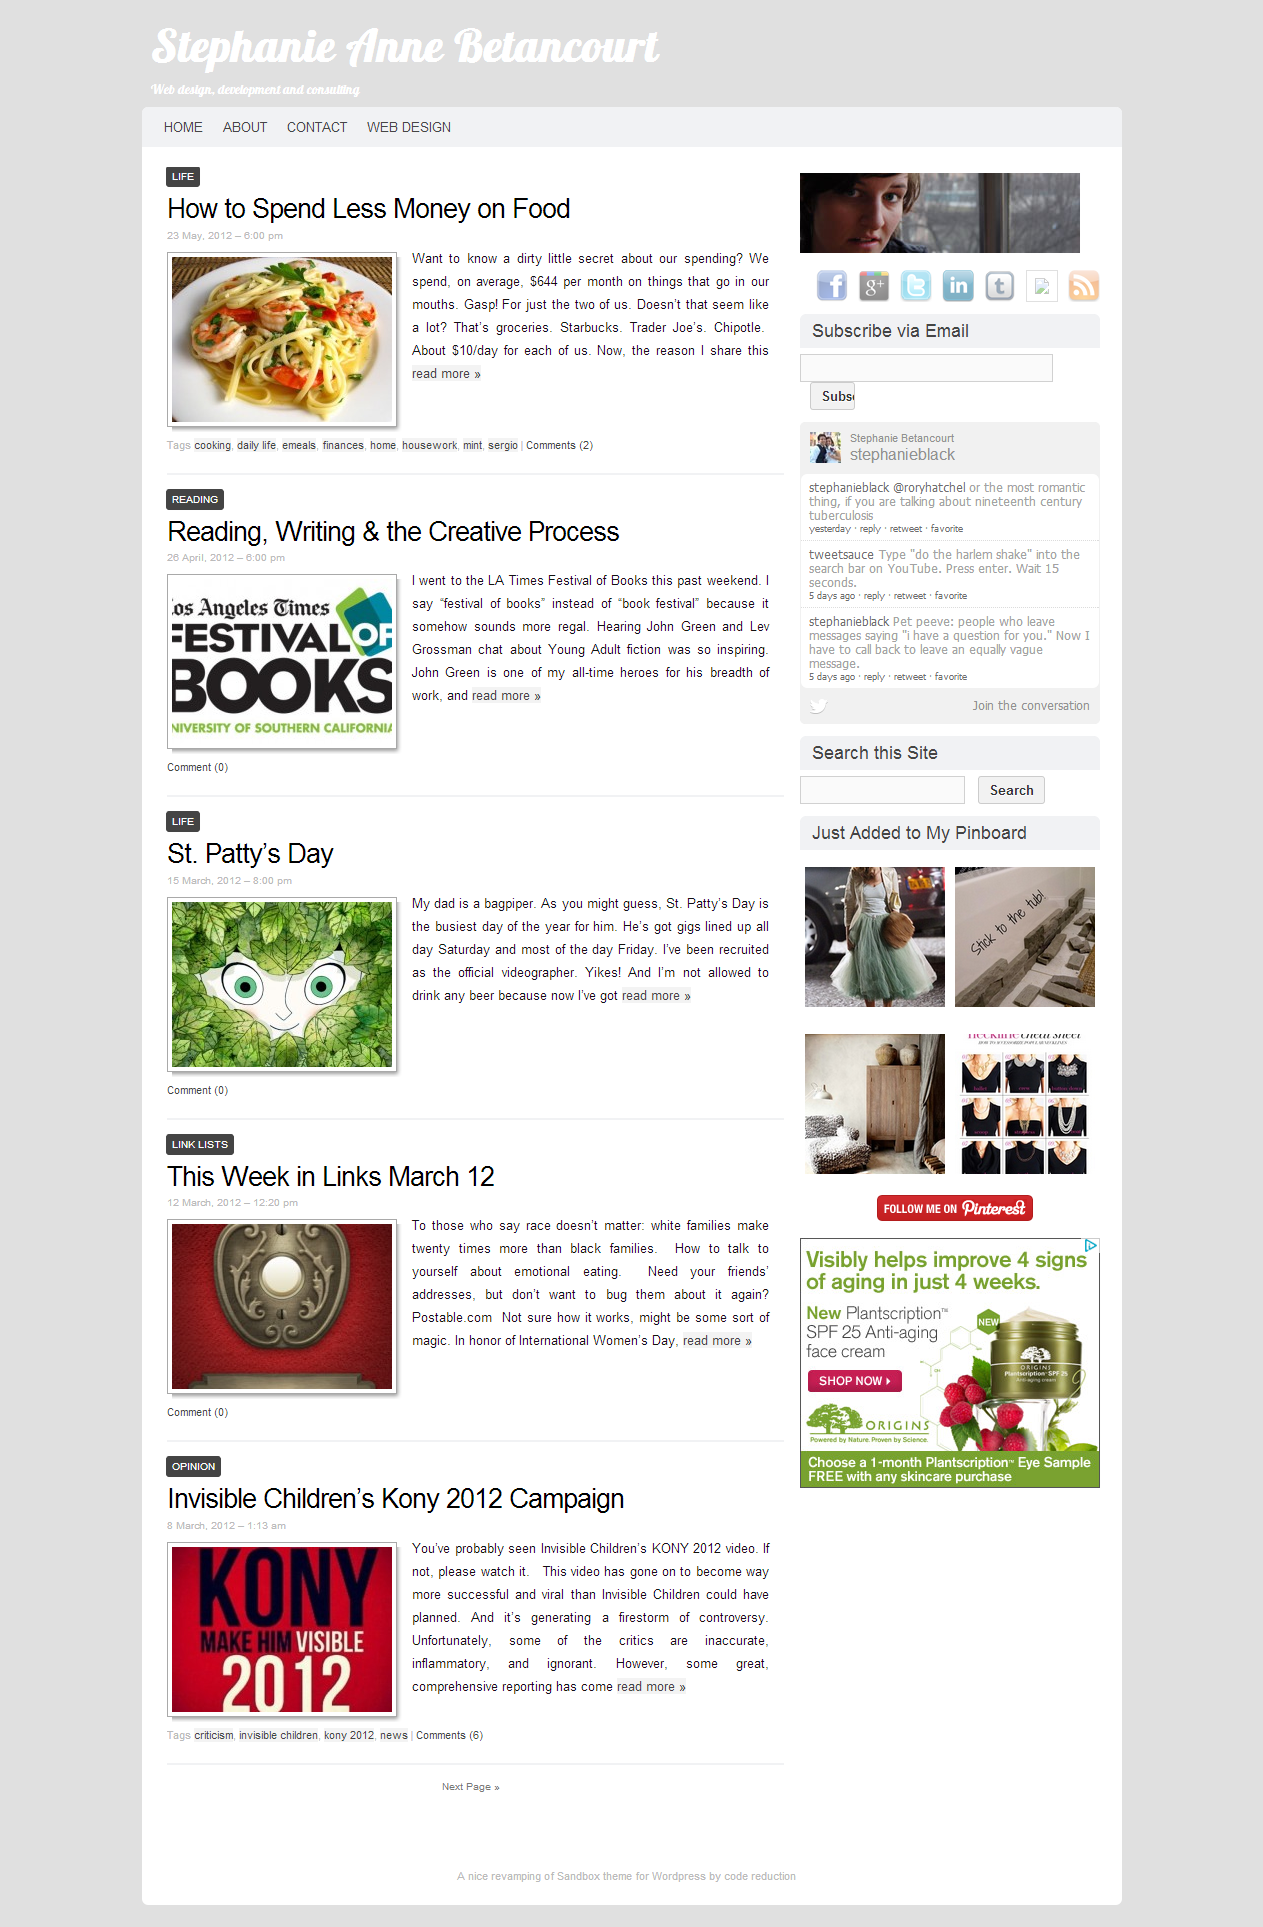 Stephanie Anne Betancourt
Web design, development and consulting
HOME ABOUT CONTACT WEB DESIGN
LIFE
How to Spend Less Money on Food
23 May, 2012 – 6:00 pm
Want to know a dirty little secret about our spending? We
spend, on average, $644 per month on things that go in our
mouths. Gasp! For just the two of us. Doesn’t that seem like
a lot? That’s groceries. Starbucks. Trader Joe’s. Chipotle.
About $10/day for each of us. Now, the reason I share this
read more »
Tags cooking, daily life, emeals, finances, home, housework, mint, sergio | Comments (2)
READING
Reading, Writing & the Creative Process
26 April, 2012 – 6:00 pm
Los Angeles Times
FESTIVAL OF
BOOKS
UNIVERSITY OF SOUTHERN CALIFORNIA
I went to the LA Times Festival of Books this past weekend. I
say “festival of books” instead of “book festival” because it
somehow sounds more regal. Hearing John Green and Lev
Grossman chat about Young Adult fiction was so inspiring.
John Green is one of my all-time heroes for his breadth of
work, and read more »
Comment (0)
LIFE
St. Patty’s Day
15 March, 2012 – 8:00 pm
My dad is a bagpiper. As you might guess, St. Patty’s Day is
the busiest day of the year for him. He’s got gigs lined up all
day Saturday and most of the day Friday. I’ve been recruited
as the official videographer. Yikes! And I’m not allowed to
drink any beer because now I’ve got read more »
Comment (0)
LINK LISTS
This Week in Links March 12
12 March, 2012 – 12:20 pm
To those who say race doesn’t matter: white families make
twenty times more than black families. How to talk to
yourself about emotional eating. Need your friends’
addresses, but don’t want to bug them about it again?
Postable.com Not sure how it works, might be some sort of
magic. In honor of International Women’s Day, read more »
Comment (0)
OPINION
Invisible Children’s Kony 2012 Campaign
8 March, 2012 – 1:13 am
KONY
MAKE HIM VISIBLE
2012
You’ve probably seen Invisible Children’s KONY 2012 video. If
not, please watch it. This video has gone on to become way
more successful and viral than Invisible Children could have
planned. And it’s generating a firestorm of controversy.
Unfortunately, some of the critics are inaccurate,
inflammatory, and ignorant. However, some great,
comprehensive reporting has come read more »
Tags criticism, invisible children, kony 2012, news | Comments (6)
Next Page »
Subscribe via Email
Subsc
Stephanie Betancourt
stephanieblack
stephanieblack @roryhatchel or the most romantic
thing, if you are talking about nineteenth century
tuberculosis
yesterday · reply · retweet · favorite
tweetsauce Type "do the harlem shake" into the
search bar on YouTube. Press enter. Wait 15
seconds.
5 days ago · reply · retweet · favorite
stephanieblack Pet peeve: people who leave
messages saying "i have a question for you." Now I
have to call back to leave an equally vague
message.
5 days ago · reply · retweet · favorite
Join the conversation
Search this Site
Search
Just Added to My Pinboard
Stick to the tub!
neckline cheat sheet
FOLLOW ME ON Pinterest
Visibly helps improve 4 signs
of aging in just 4 weeks.
New Plantscription™
SPF 25 Anti-aging
face cream
NEW
SHOP NOW
ORIGINS
Plantscription™ SPF 25
Anti-aging cream
ORIGINS
Powered by Nature. Proven by Science.
Choose a 1-month Plantscription™ Eye Sample
FREE with any skincare purchase
A nice revamping of Sandbox theme for Wordpress by code reduction